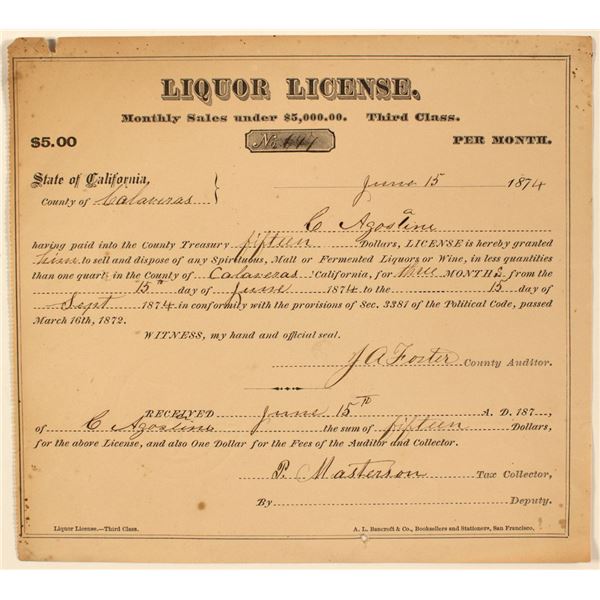 LIQUOR LICENSE.
Monthly Sales under $5,000.00. Third Class.
$5.00 No. PER MONTH.
State of California, June 15 1874
County of Calaveras
C Agostine
having paid into the County Treasury fifteen Dollars, LICENSE is hereby granted
him to sell and dispose of any Spirituous, Malt or Fermented Liquors or Wine, in less quantities
than one quart, in the County of Calaveras California, for three MONTHS from the
15th day of June 1874 to the 15 day of
Sept 1874 in conformity with the provisions of Sec. 3381 of the Political Code, passed
March 16th, 1872.
WITNESS, my hand and official seal.
J A Foster County Auditor.
RECEIVED June 15TH A. D. 187
of C Agostine the sum of fifteen Dollars,
for the above License, and also One Dollar for the Fees of the Auditor and Collector.
P. Masterson Tax Collector,
By Deputy.
Liquor License.—Third Class. A. L. Bancroft & Co., Booksellers and Stationers, San Francisco.